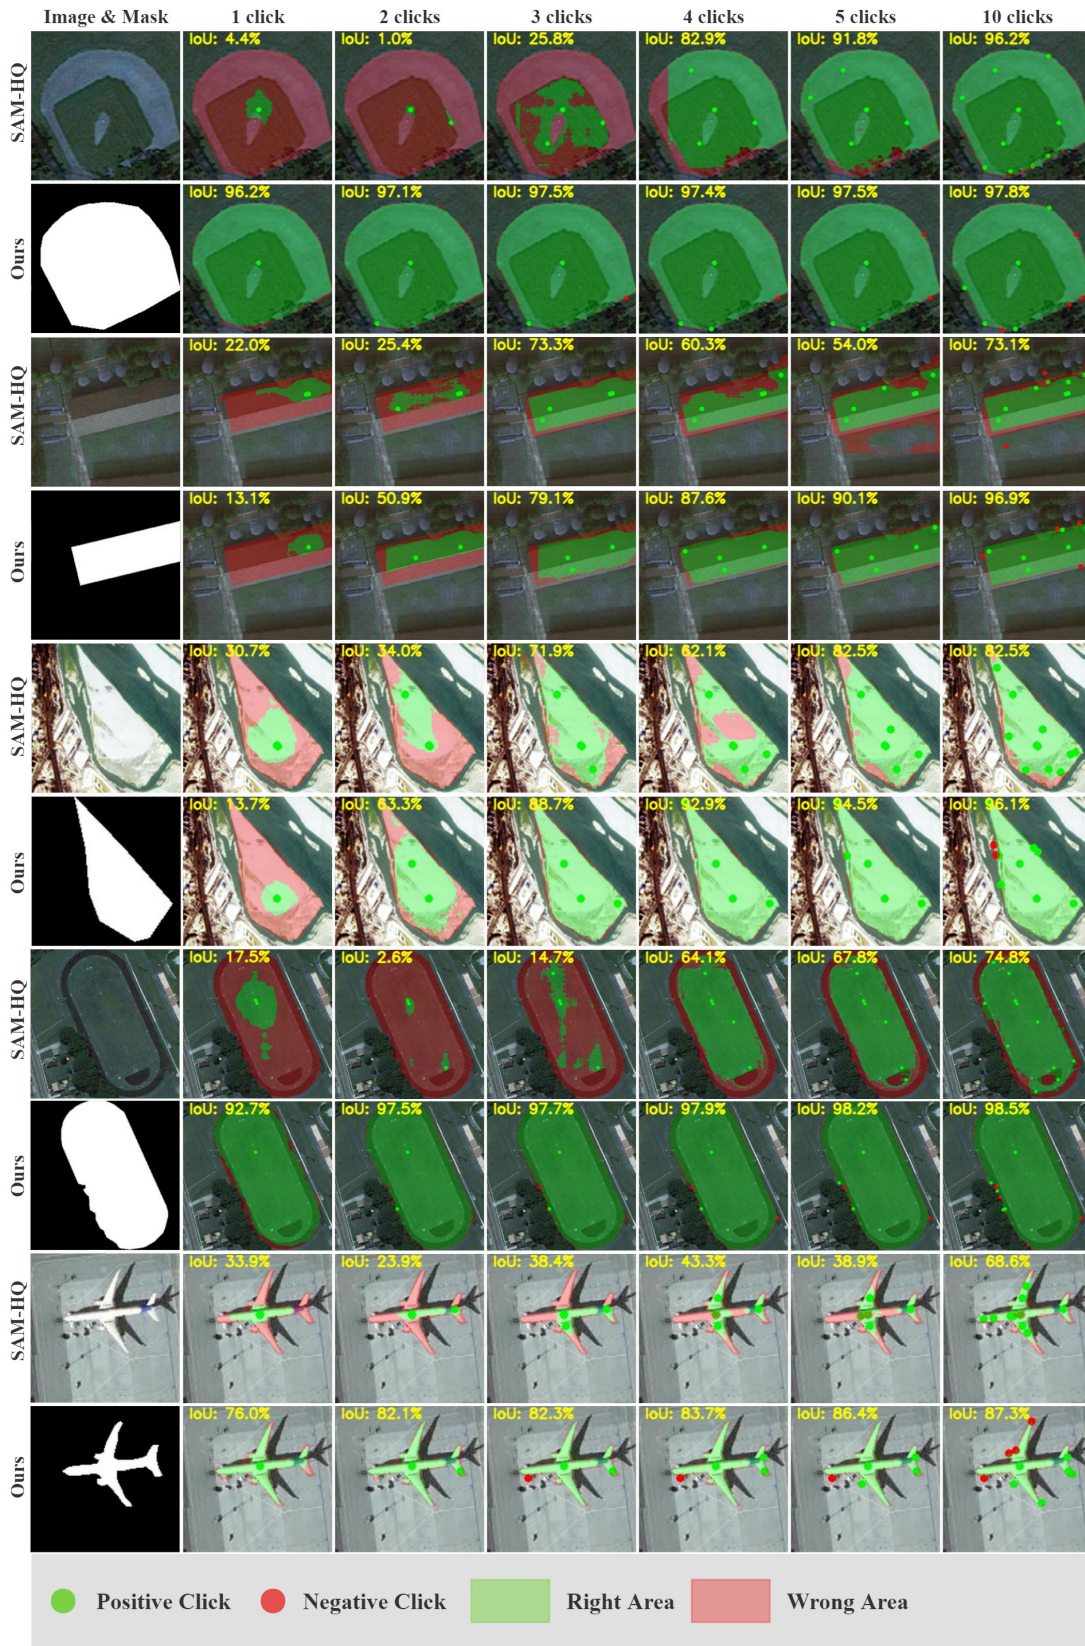 Image & Mask 1 click 2 clicks 3 clicks 4 clicks 5 clicks 10 clicks
SAM-HQ
IoU: 4.4% IoU: 1.0% IoU: 25.8% IoU: 82.9% IoU: 91.8% IoU: 96.2%
Ours
IoU: 96.2% IoU: 97.1% IoU: 97.5% IoU: 97.4% IoU: 97.5% IoU: 97.8%
SAM-HQ
IoU: 22.0% IoU: 25.4% IoU: 73.3% IoU: 60.3% IoU: 54.0% IoU: 73.1%
Ours
IoU: 13.1% IoU: 50.9% IoU: 79.1% IoU: 87.6% IoU: 90.1% IoU: 96.9%
SAM-HQ
IoU: 30.7% IoU: 34.0% IoU: 71.9% IoU: 62.1% IoU: 82.5% IoU: 82.5%
Ours
IoU: 13.7% IoU: 63.3% IoU: 88.7% IoU: 92.9% IoU: 94.5% IoU: 96.1%
SAM-HQ
IoU: 17.5% IoU: 2.6% IoU: 14.7% IoU: 64.1% IoU: 67.8% IoU: 74.8%
Ours
IoU: 92.7% IoU: 97.5% IoU: 97.7% IoU: 97.9% IoU: 98.2% IoU: 98.5%
SAM-HQ
IoU: 33.9% IoU: 23.9% IoU: 38.4% IoU: 43.3% IoU: 38.9% IoU: 68.6%
Ours
IoU: 76.0% IoU: 82.1% IoU: 82.3% IoU: 83.7% IoU: 86.4% IoU: 87.3%
Positive Click Negative Click Right Area Wrong Area